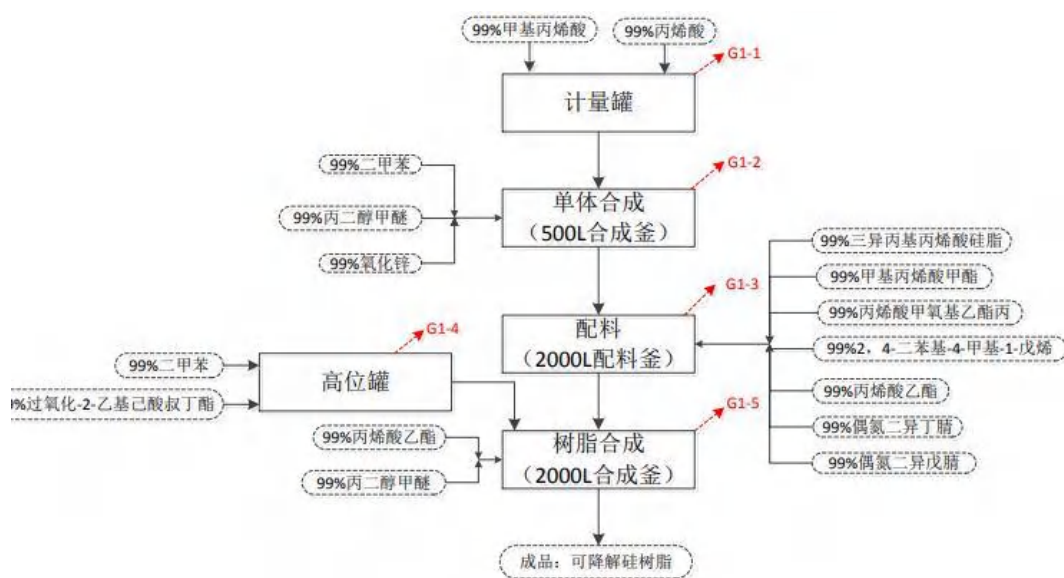 99%甲基丙烯酸
99%丙烯酸
G1-1
计量罐
99%二甲苯
G1-2
99%丙二醇甲醚
单体合成
（500L合成釜）
99%氧化锌
99%三异丙基丙烯酸硅脂
99%甲基丙烯酸甲酯
G1-3
99%丙烯酸甲氧基乙酯丙
配料
（2000L配料釜）
G1-4
99%2，4-二苯基-4-甲基-1-戊烯
99%二甲苯
高位罐
99%丙烯酸乙酯
%过氧化-2-乙基己酸叔丁酯
G1-5
99%偶氮二异丁腈
99%丙烯酸乙酯
树脂合成
（2000L合成釜）
99%偶氮二异戊腈
99%丙二醇甲醚
成品：可降解硅树脂